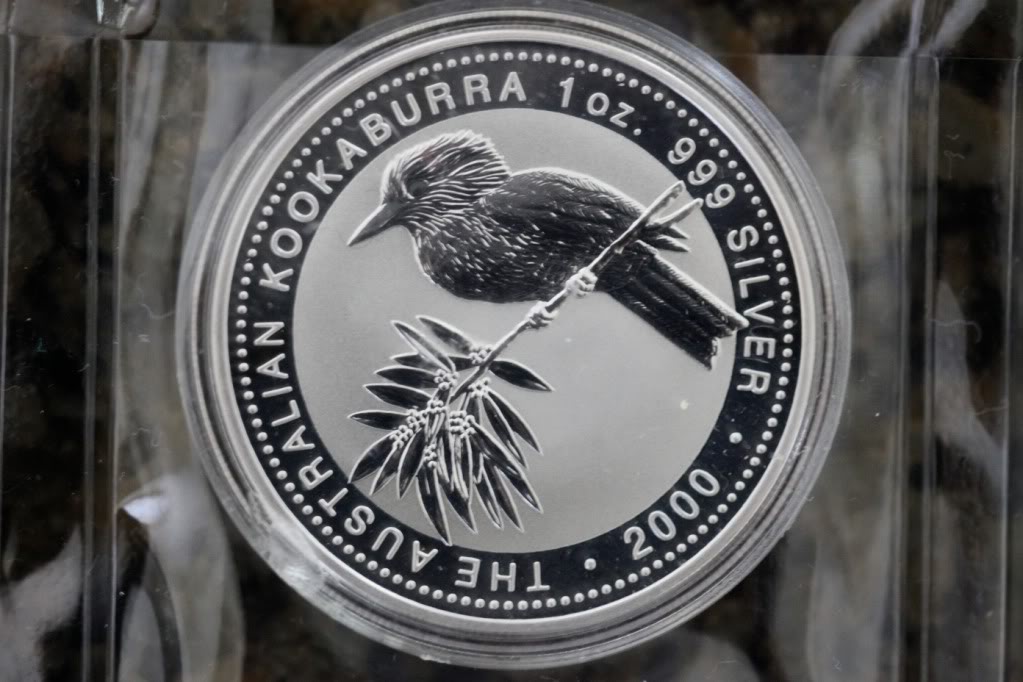 THE AUSTRALIAN KOOKABURRA 1 oz. 999 SILVER • 2000 •